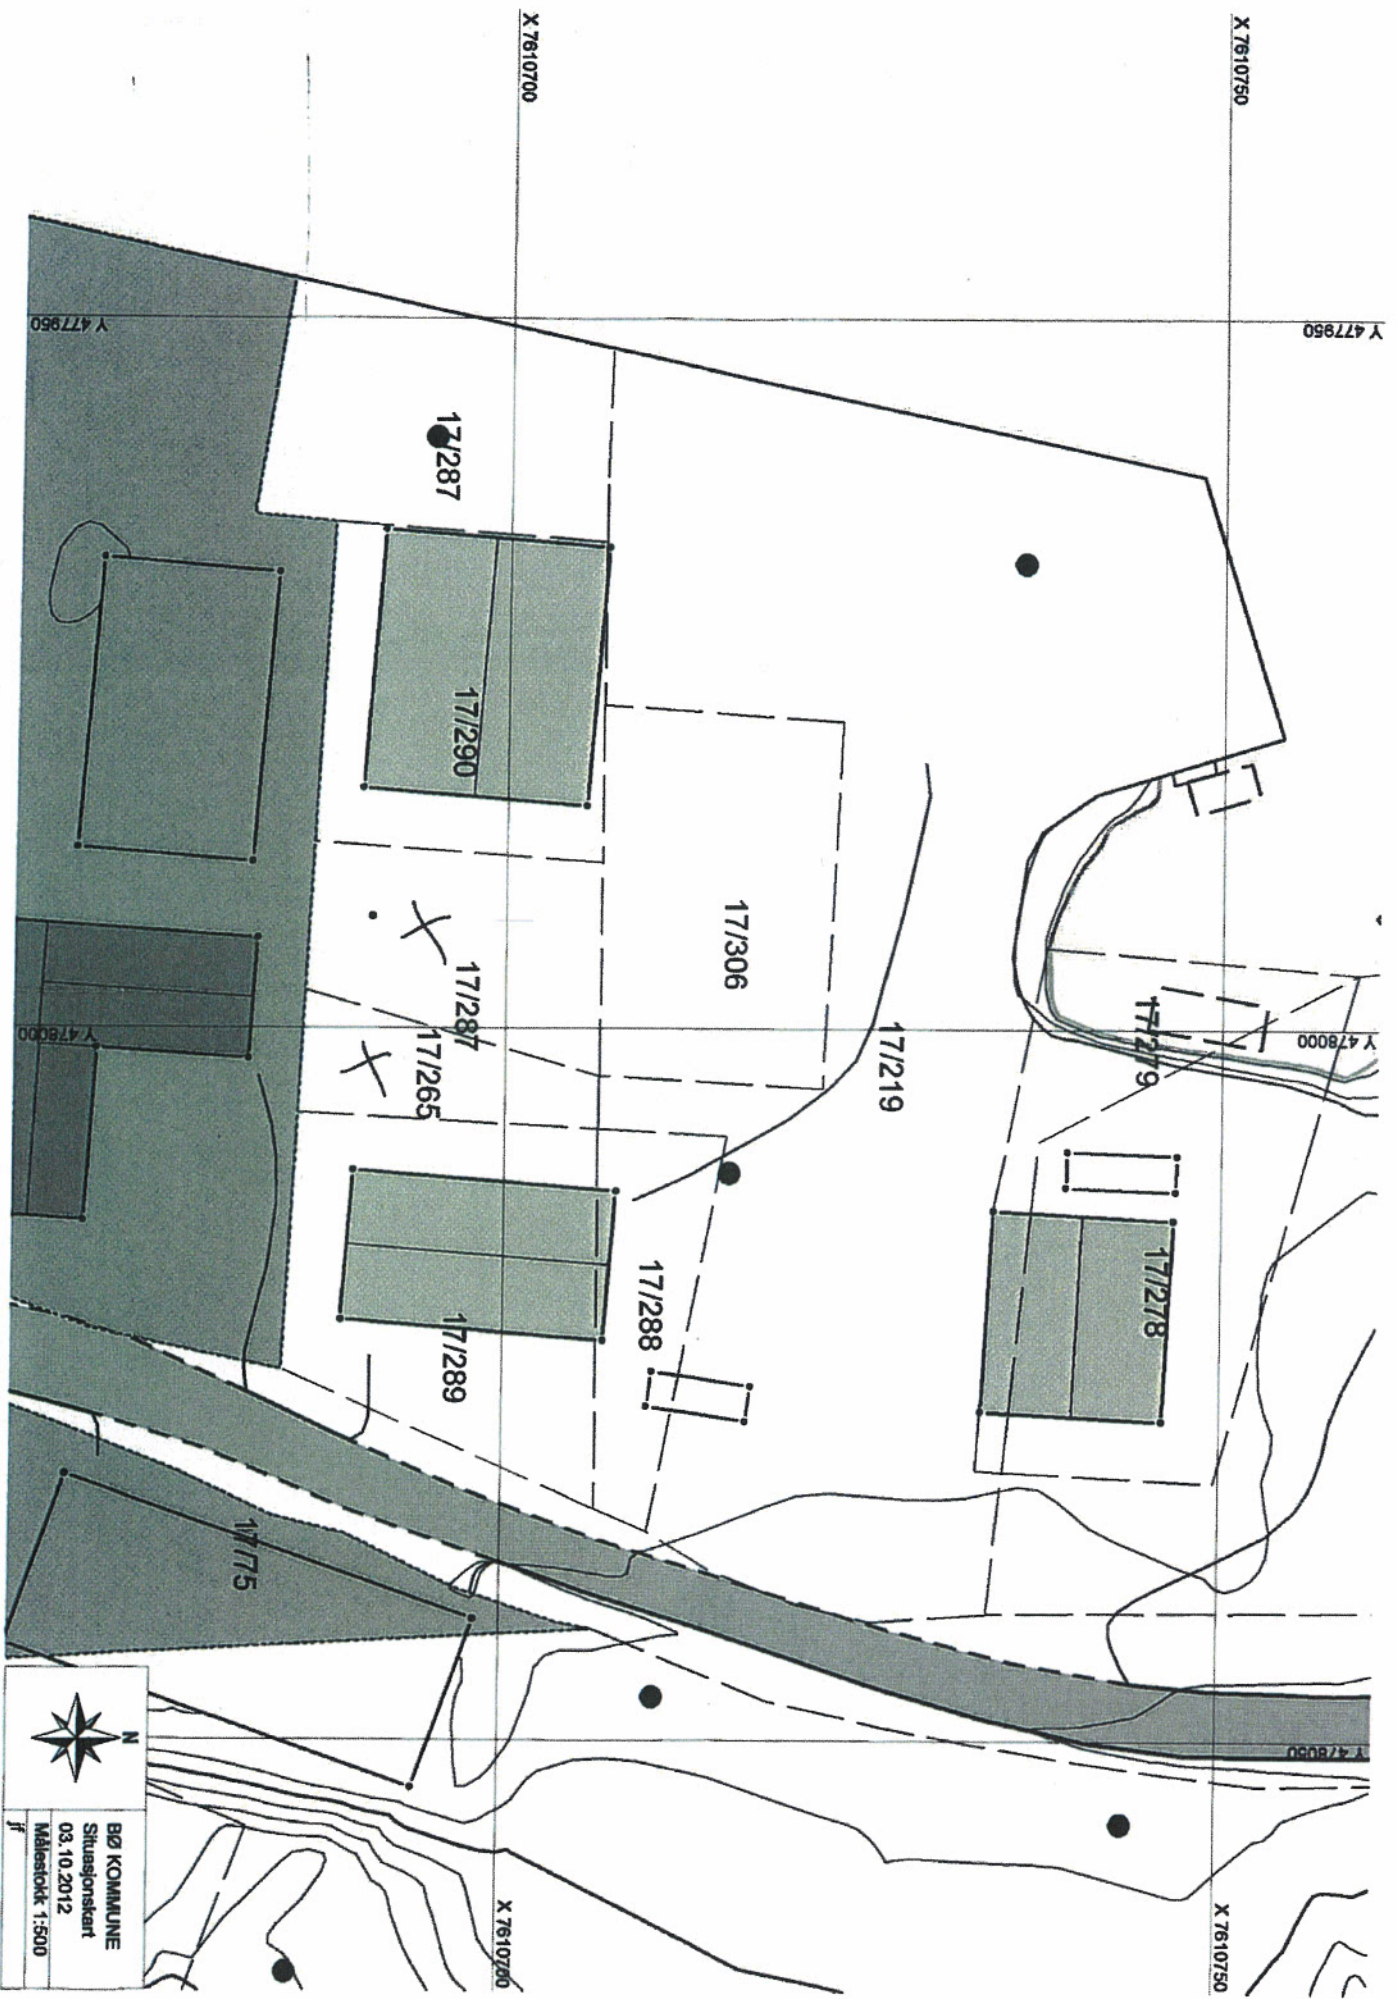 X 7610700
X 7610750
Y 477950
Y 477950
17/287
17/290
17/306
17/287
17/265
17/219
17/279
Y 478000
Y 478000
17/278
17/288
17/289
17/75
Y 478050
X 7610700
X 7610750
N
BØ KOMMUNE
Situasjonskart
03.10.2012
Målestokk 1:500
jf